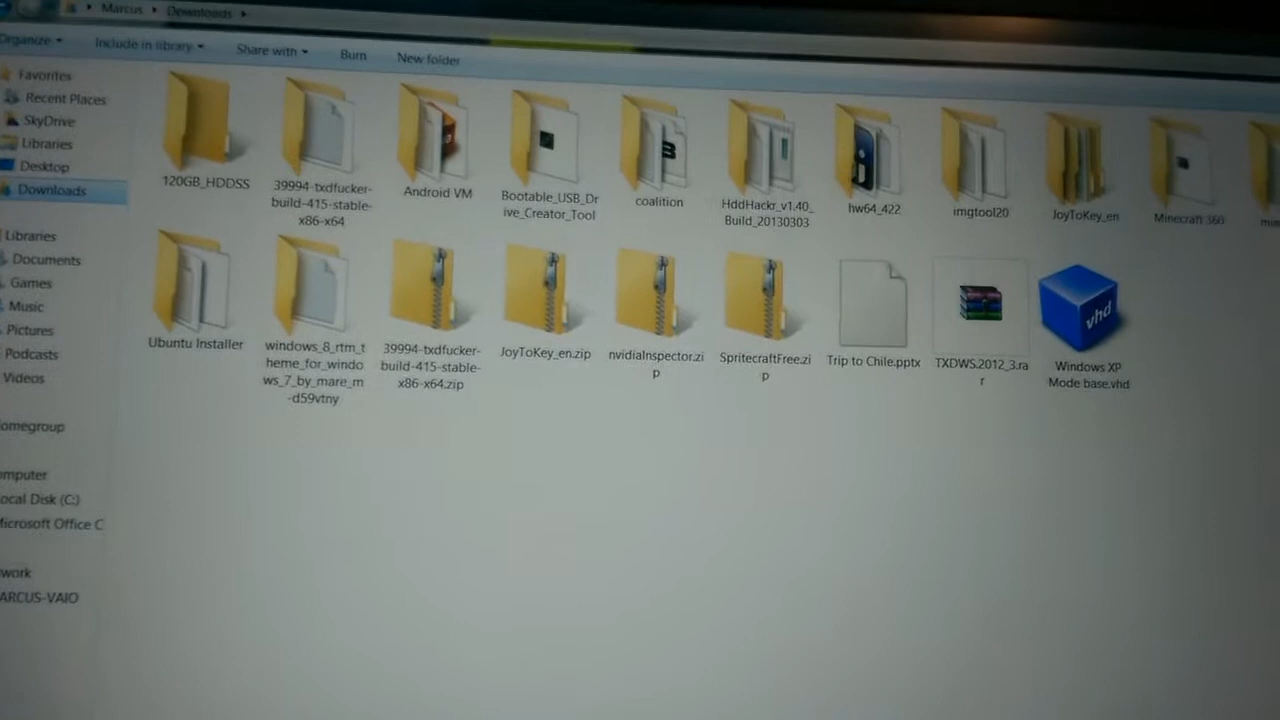 Marcus
Downloads
Organize
Include in library
Share with
Burn
New folder
Favorites
Recent Places
SkyDrive
Libraries
Desktop
Downloads
Libraries
Documents
Games
Music
Pictures
Podcasts
Videos
omegroup
omputer
ocal Disk (C:)
icrosoft Office C
work
ARCUS-VAIO
120GB_HDDSS
39994-txdfucker-
build-415-stable-
x86-x64
Android VM
Bootable_USB_Dr
ive_Creator_Tool
coalition
HddHackr_v1.40_
Build_20130303
hw64_422
imgtool20
JoyToKey_en
Minecraft 360
Ubuntu Installer
windows_8_rtm_t
heme_for_windo
ws_7_by_mare_m
-d59vtny
39994-txdfucker-
build-415-stable-
x86-x64.zip
JoyToKey_en.zip
nvidiaInspector.zi
p
SpritecraftFree.zi
p
Trip to Chile.pptx
TXDWS.2012_3.ra
r
vhd
Windows XP
Mode base.vhd